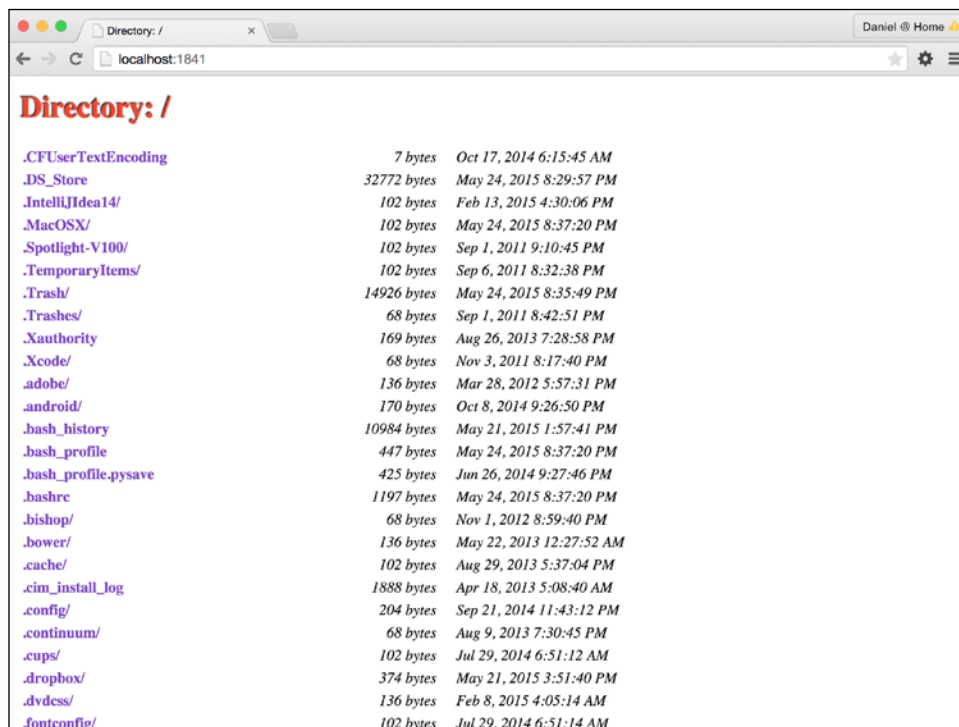 Directory: /
Daniel @ Home
localhost:1841
Directory: /
.CFUserTextEncoding 7 bytes Oct 17, 2014 6:15:45 AM
.DS_Store 32772 bytes May 24, 2015 8:29:57 PM
.IntelliJIdea14/ 102 bytes Feb 13, 2015 4:30:06 PM
.MacOSX/ 102 bytes May 24, 2015 8:37:20 PM
.Spotlight-V100/ 102 bytes Sep 1, 2011 9:10:45 PM
.TemporaryItems/ 102 bytes Sep 6, 2011 8:32:38 PM
.Trash/ 14926 bytes May 24, 2015 8:35:49 PM
.Trashes/ 68 bytes Sep 1, 2011 8:42:51 PM
.Xauthority 169 bytes Aug 26, 2013 7:28:58 PM
.Xcode/ 68 bytes Nov 3, 2011 8:17:40 PM
.adobe/ 136 bytes Mar 28, 2012 5:57:31 PM
.android/ 170 bytes Oct 8, 2014 9:26:50 PM
.bash_history 10984 bytes May 21, 2015 1:57:41 PM
.bash_profile 447 bytes May 24, 2015 8:37:20 PM
.bash_profile.pysave 425 bytes Jun 26, 2014 9:27:46 PM
.bashrc 1197 bytes May 24, 2015 8:37:20 PM
.bishop/ 68 bytes Nov 1, 2012 8:59:40 PM
.bower/ 136 bytes May 22, 2013 12:27:52 AM
.cache/ 102 bytes Aug 29, 2013 5:37:04 PM
.cim_install_log 1888 bytes Apr 18, 2013 5:08:40 AM
.config/ 204 bytes Sep 21, 2014 11:43:12 PM
.continuum/ 68 bytes Aug 9, 2013 7:30:45 PM
.cups/ 102 bytes Jul 29, 2014 6:51:12 AM
.dropbox/ 374 bytes May 21, 2015 3:51:40 PM
.dvdcss/ 136 bytes Feb 8, 2015 4:05:14 AM
.fontconfig/ 102 bytes Jul 29, 2014 6:51:14 AM